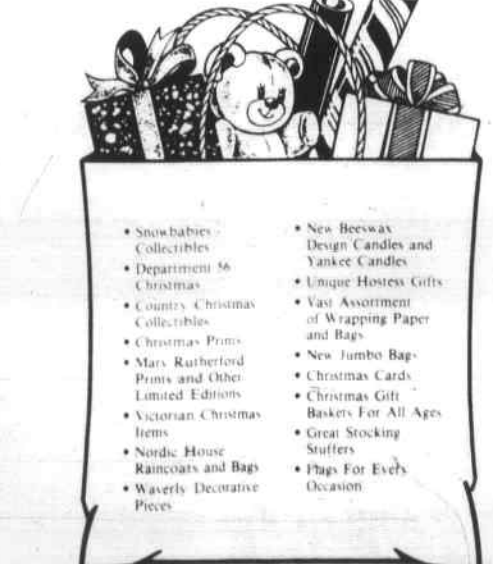 • Snowbabies -
Collectibles
• Department 56
Christmas
• Country Christmas
Collectibles
• Christmas Prints
• Mary Rutherford
Prints and Other
Limited Editions
• Victorian Christmas
Items
• Nordic House
Raincoats and Bags
• Waverly Decorative
Pieces
• New Beeswax
Design Candles and
Yankee Candles
• Unique Hostess Gifts
• Vast Assortment
of Wrapping Paper
and Bags
• New Jumbo Bags
• Christmas Cards
• Christmas Gift
Baskets For All Ages
• Great Stocking
Stuffers
• Flags For Every
Occasion